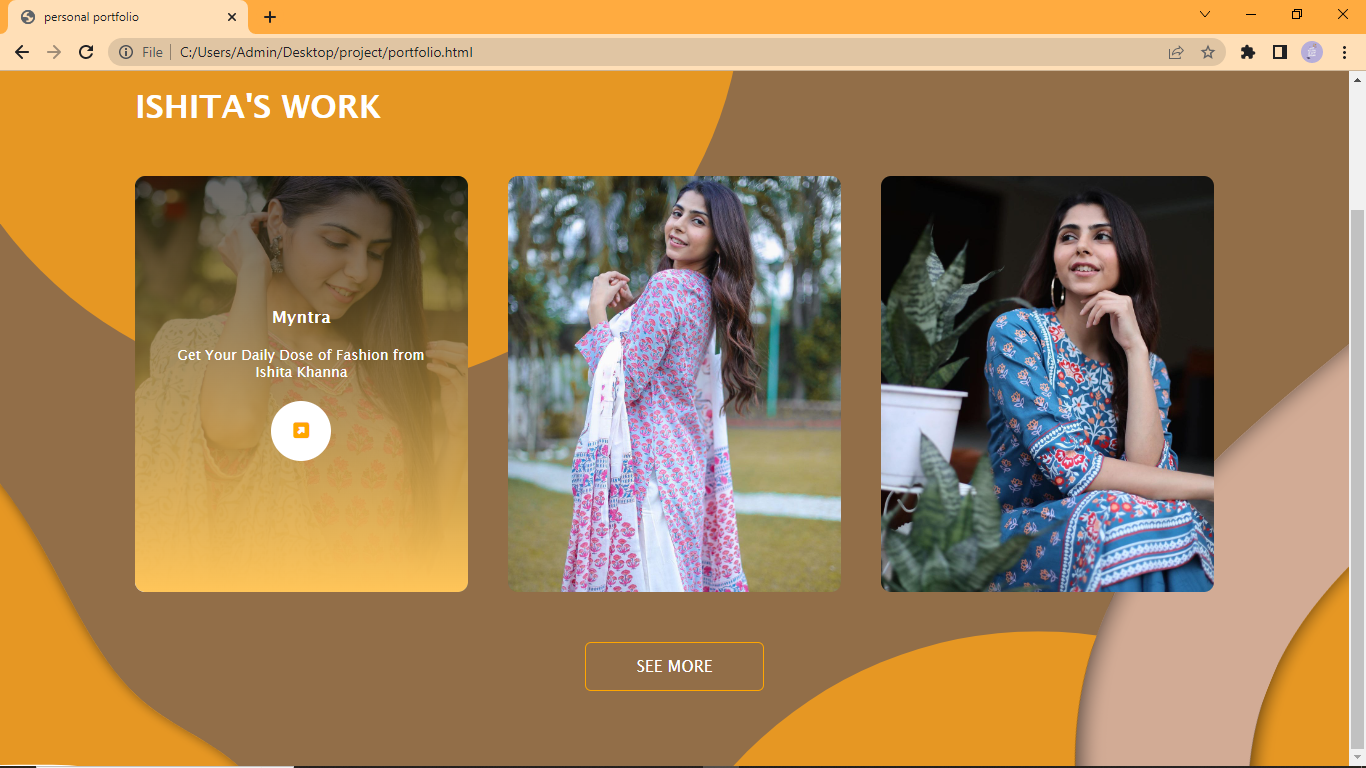 personal portfolio
File
C:/Users/Admin/Desktop/project/portfolio.html
ISHITA'S WORK
Myntra
Get Your Daily Dose of Fashion from
Ishita Khanna
SEE MORE